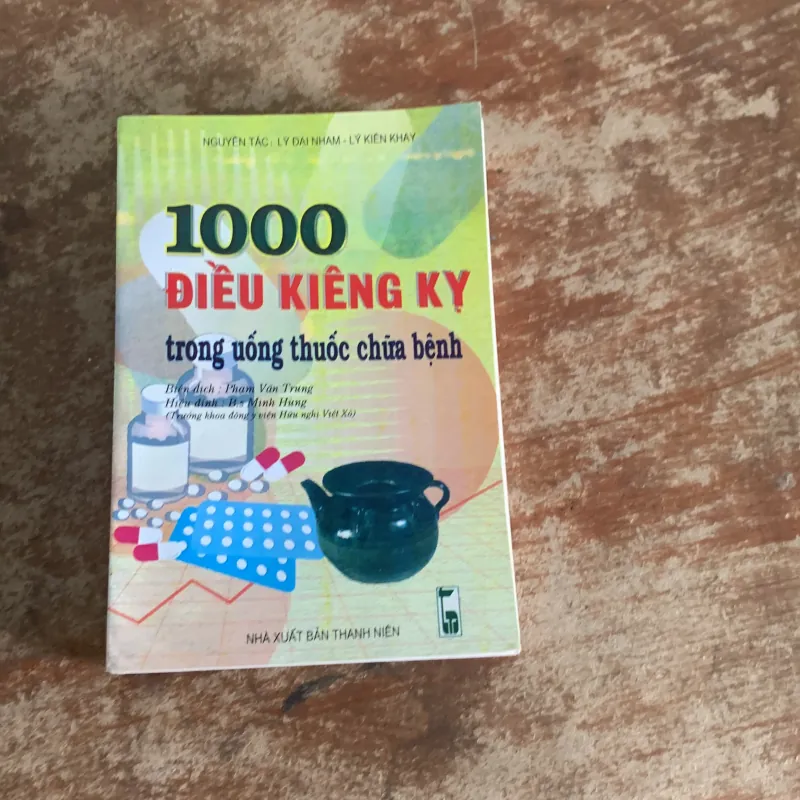 NGUYÊN TÁC : LÝ ĐẠI NHAM - LÝ KIẾN KHAY
1000
ĐIỀU KIÊNG KỴ
trong uống thuốc chữa bệnh
Biên dịch : Phạm Văn Trung
Hiệu đính : B.s Minh Hùng
(Trưởng khoa đông y viện Hữu nghị Việt Xô)
NHÀ XUẤT BẢN THANH NIÊN